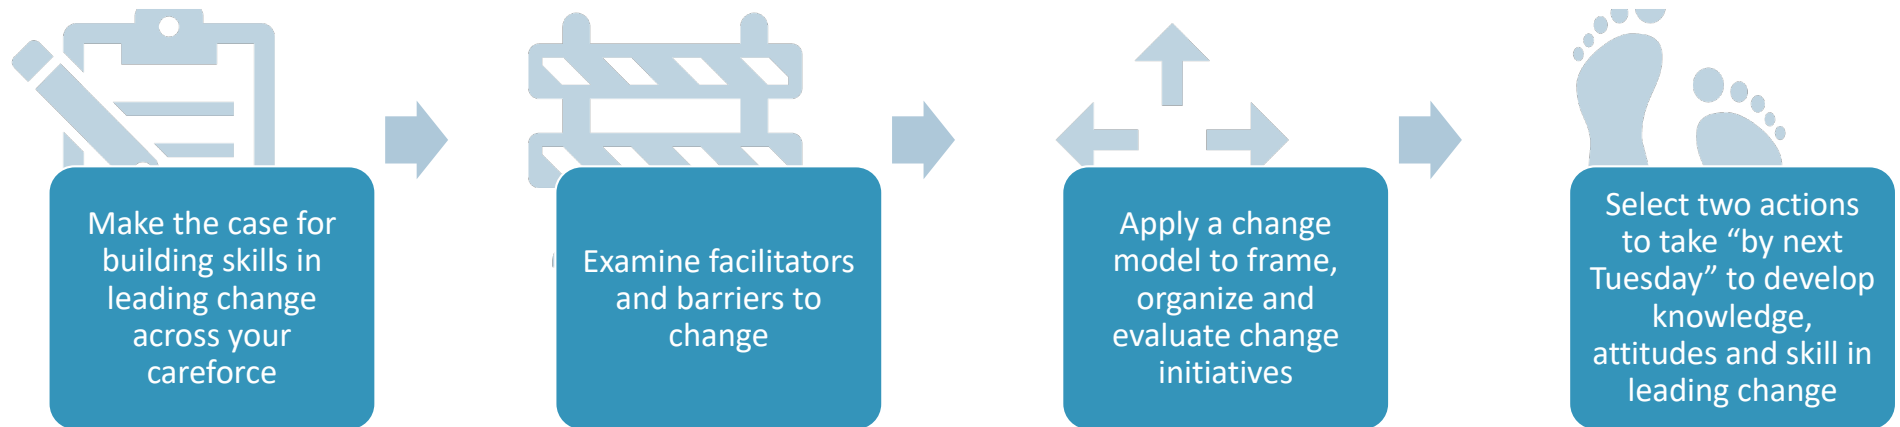 Make the case for
building skills in
leading change
across your
careforce
Examine facilitators
and barriers to
change
Apply a change
model to frame,
organize and
evaluate change
initiatives
Select two actions
to take “by next
Tuesday” to develop
knowledge,
attitudes and skill in
leading change